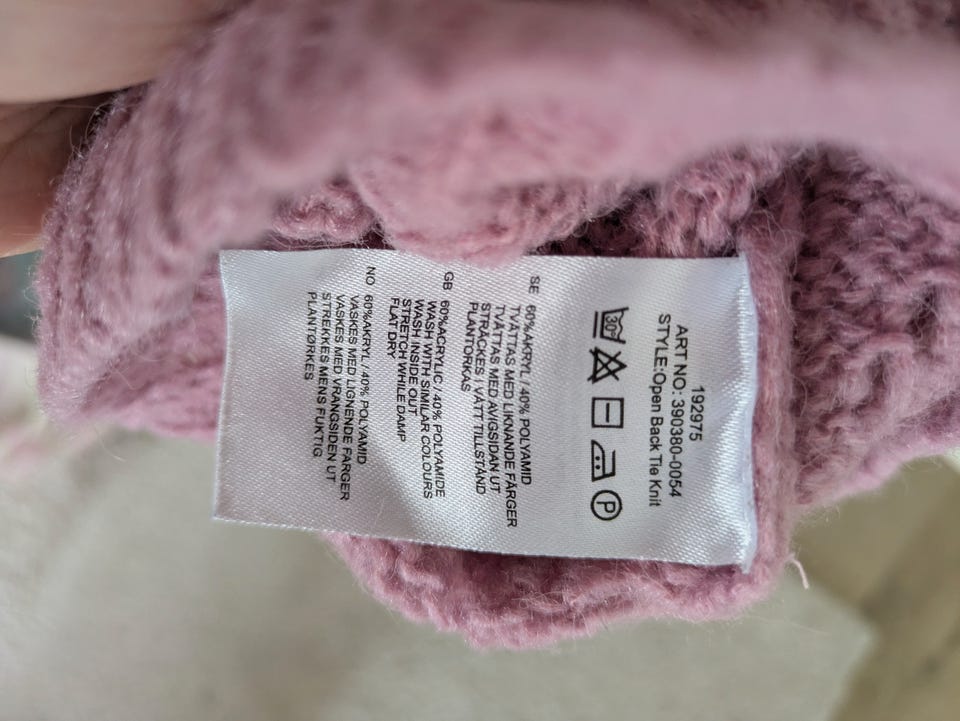 192975
ART NO: 390380-0054
STYLE:Open Back Tie Knit
30°
P
SE 60%AKRYL / 40% POLYAMID
TVÄTTAS MED LIKNANDE FÄRGER
TVÄTTAS MED AVIGSIDAN UT
STRÄCKES I VÅTT TILLSTÅND
PLANTORKAS
GB 60%ACRYLIC / 40% POLYAMIDE
WASH WITH SIMILAR COLOURS
WASH INSIDE OUT
STRETCH WHILE DAMP
FLAT DRY
NO 60%AKRYL / 40% POLYAMID
VASKES MED LIGNENDE FARGER
VASKES MED VRANGSIDEN UT
STREKKES MENS FUKTIG
PLANTØRKES